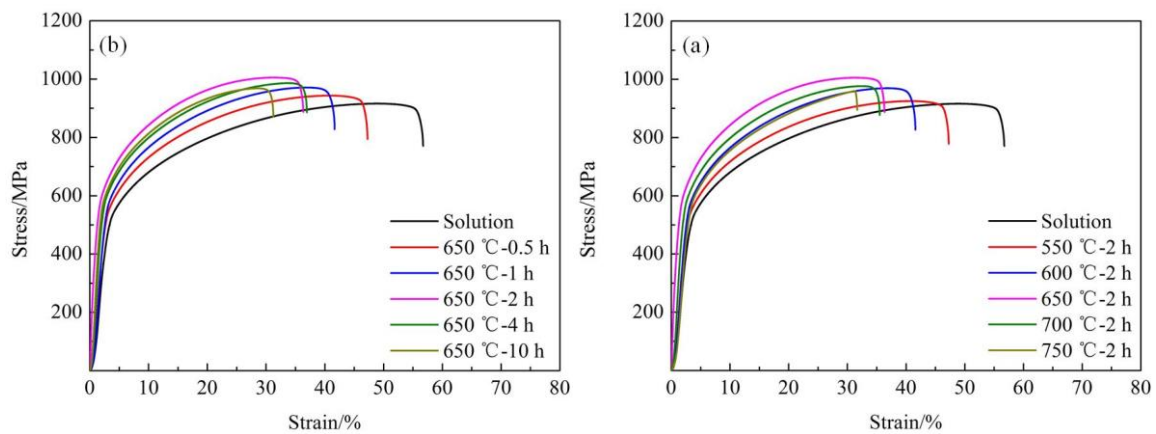 (b)
1200
1000
800
600
400
200
0 10 20 30 40 50 60 70 80
Stress/MPa
Strain/%
Solution
650 ℃-0.5 h
650 ℃-1 h
650 ℃-2 h
650 ℃-4 h
650 ℃-10 h
(a)
1200
1000
800
600
400
200
0 10 20 30 40 50 60 70 80
Stress/MPa
Strain/%
Solution
550 ℃-2 h
600 ℃-2 h
650 ℃-2 h
700 ℃-2 h
750 ℃-2 h